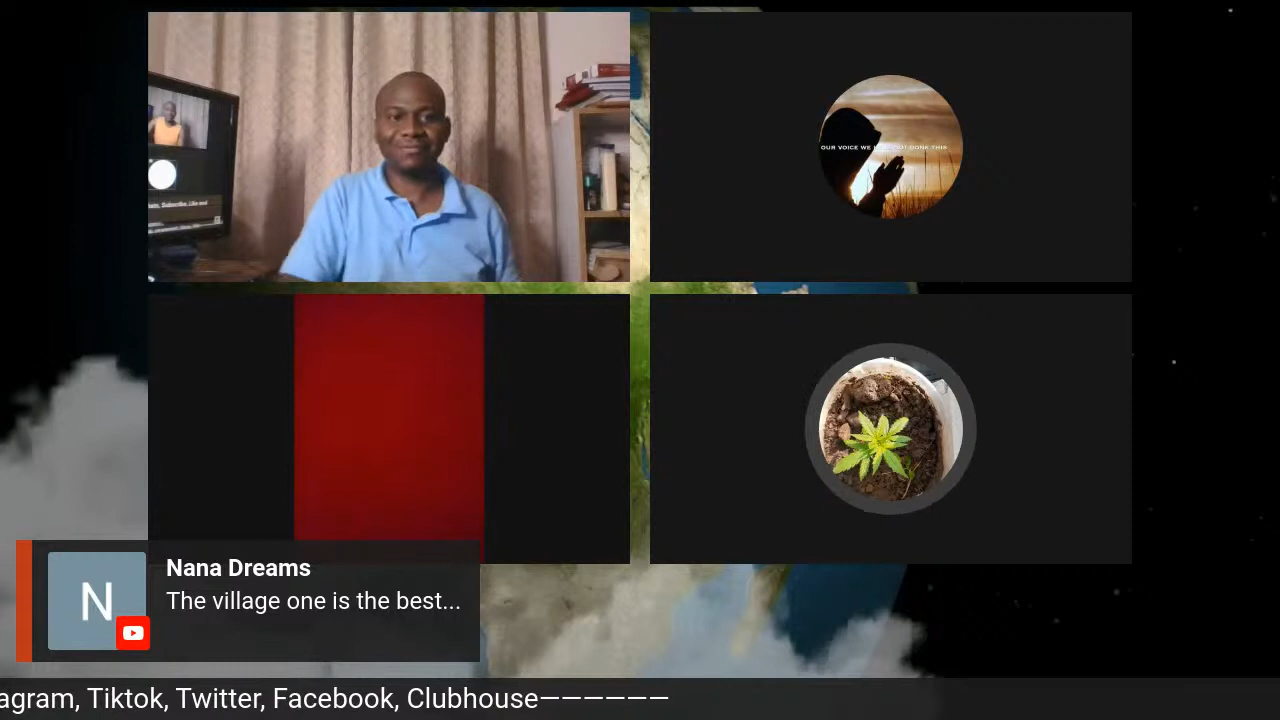 N
Nana Dreams
The village one is the best...
agram, Tiktok, Twitter, Facebook, Clubhouse——————